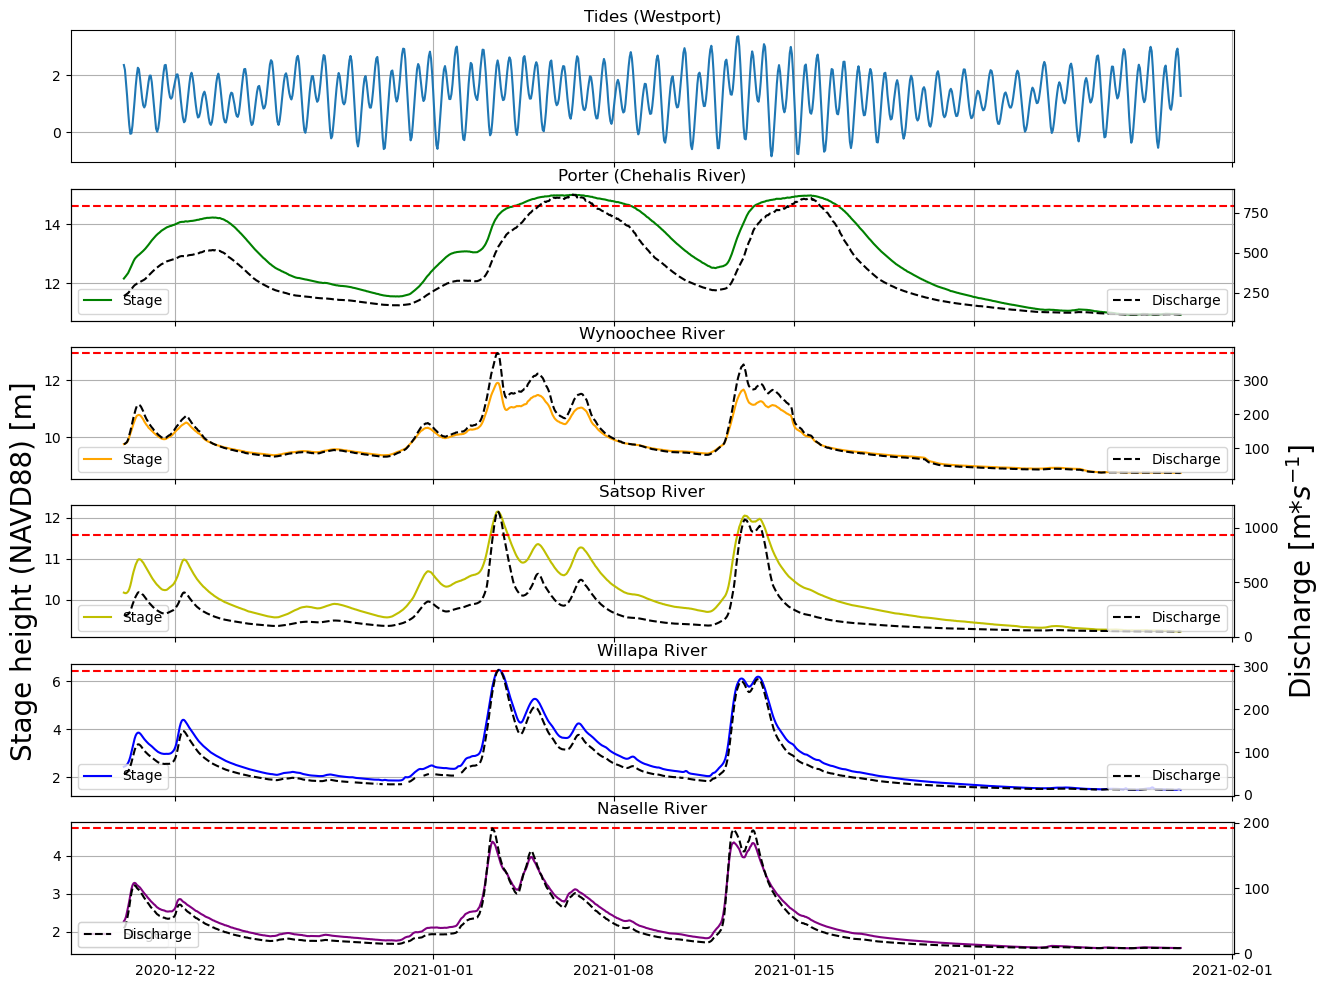 Tides (Westport)
2
0
Porter (Chehalis River)
14
12
750
500
250
Stage
Discharge
Wynoochee River
12
10
300
200
100
Stage
Discharge
Satsop River
12
11
10
1000
500
0
Stage
Discharge
Willapa River
6
4
2
300
200
100
0
Stage
Discharge
Naselle River
4
3
2
200
100
0
Discharge
2020-12-22
2021-01-01
2021-01-08
2021-01-15
2021-01-22
2021-02-01
Stage height (NAVD88) [m]
Discharge [m*s⁻¹]